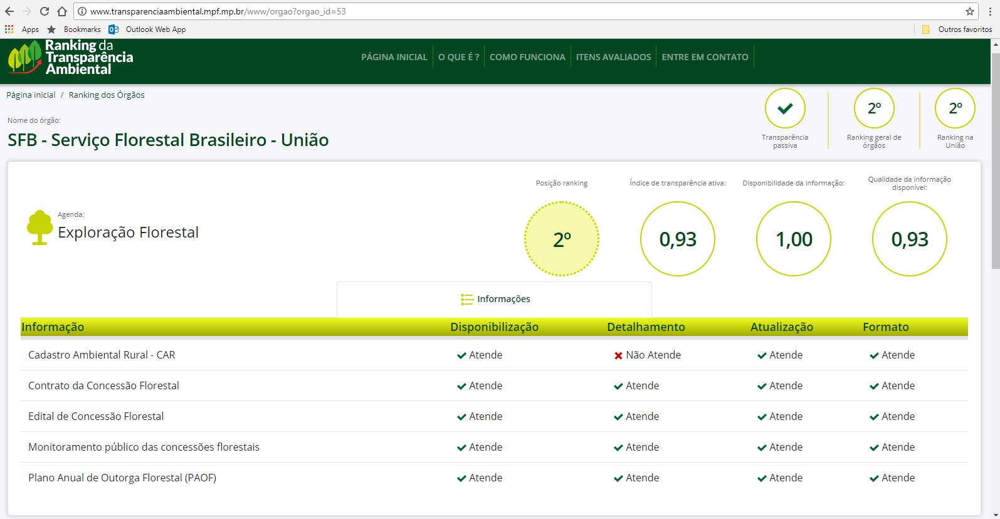 www.transparenciaambiental.mpf.mp.br/www/orgao?orgao_id=53
Apps Bookmarks Outlook Web App Outros favoritos
Ranking da
Transparência
Ambiental
PÁGINA INICIAL O QUE É ? COMO FUNCIONA ITENS AVALIADOS ENTRE EM CONTATO
Página inicial / Ranking dos Órgãos
Nome do órgão:
SFB - Serviço Florestal Brasileiro - União
Transparência
passiva
2º
Ranking geral de
órgãos
2º
Ranking na
União
Agenda:
Exploração Florestal
Posição ranking
2º
Índice de transparência ativa:
0,93
Disponibilidade da informação:
1,00
Qualidade da informação
disponível:
0,93
Informações
Informação Disponibilização Detalhamento Atualização Formato
Cadastro Ambiental Rural - CAR Atende Não Atende Atende Atende
Contrato da Concessão Florestal Atende Atende Atende Atende
Edital de Concessão Florestal Atende Atende Atende Atende
Monitoramento público das concessões florestais Atende Atende Atende Atende
Plano Anual de Outorga Florestal (PAOF) Atende Atende Atende Atende